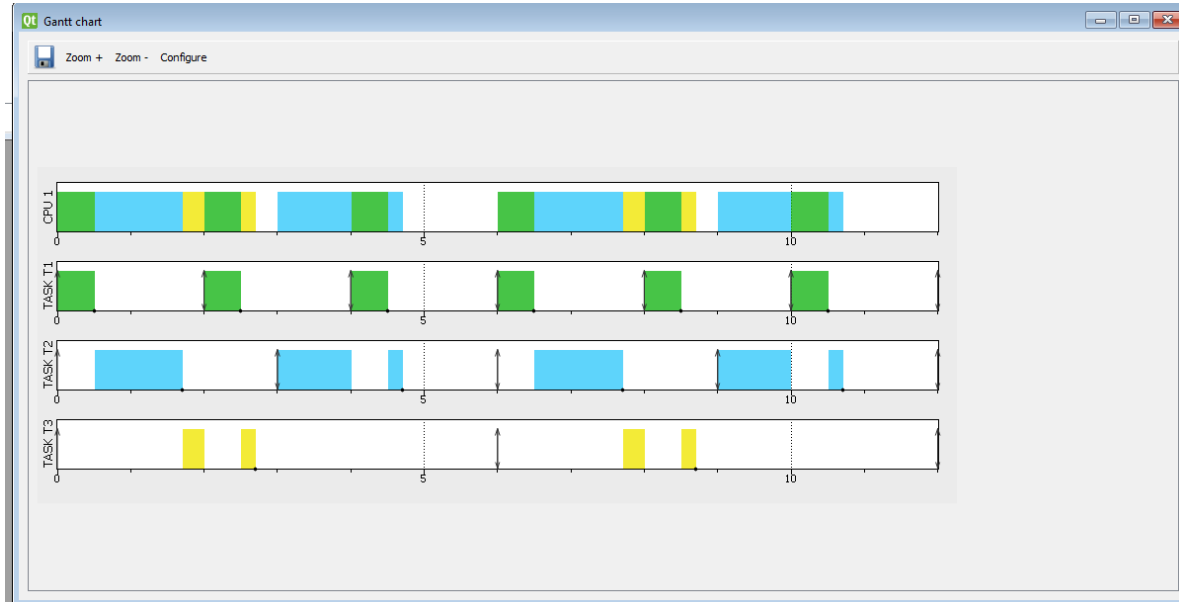 Qt Gantt chart
Zoom + Zoom - Configure
CPU 1
0 5 10
TASK T1
0 5 10
TASK T2
0 5 10
TASK T3
0 5 10